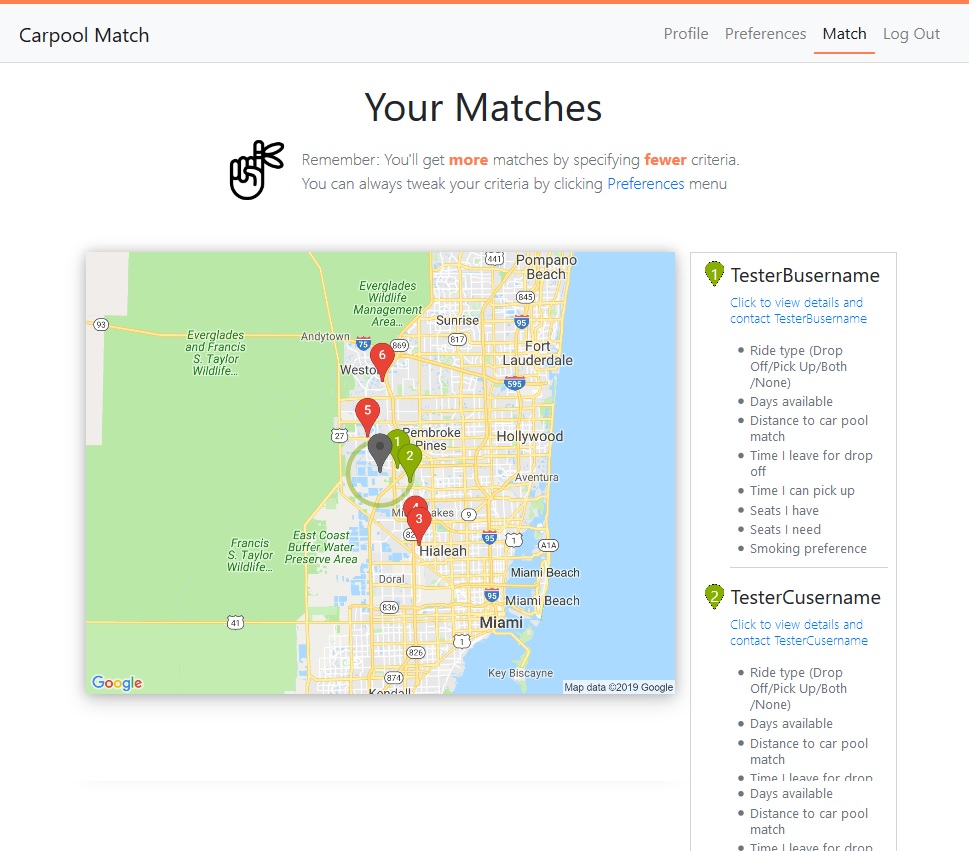 Carpool Match
Profile Preferences Match Log Out
Your Matches
Remember: You'll get more matches by specifying fewer criteria.
You can always tweak your criteria by clicking Preferences menu
441
Pompano
Beach
Everglades
Wildlife
Management
Area...
845
93
Sunrise
95
Everglades
and Francis
S. Taylor
Wildlife...
Andytown
75
869
817
Fort
Lauderdale
6
Weston
595
5
27
Pembroke
Pines
Hollywood
1
2
Aventura
4
3
9
Hialeah
95
1
A1A
East Coast
Buffer Water
Preserve Area
Francis
S. Taylor
Wildlife...
Doral
Miami Beach
95
Miami Beach
836
41
Miami
1
826
874
Key Biscayne
Kendall
Google
Map data ©2019 Google
1
TesterBusername
Click to view details and
contact TesterBusername
Ride type (Drop
Off/Pick Up/Both
/None)
Days available
Distance to car pool
match
Time I leave for drop
off
Time I can pick up
Seats I have
Seats I need
Smoking preference
2
TesterCusername
Click to view details and
contact TesterCusername
Ride type (Drop
Off/Pick Up/Both
/None)
Days available
Distance to car pool
match
Time I leave for drop
Days available
Distance to car pool
match
Time I leave for drop